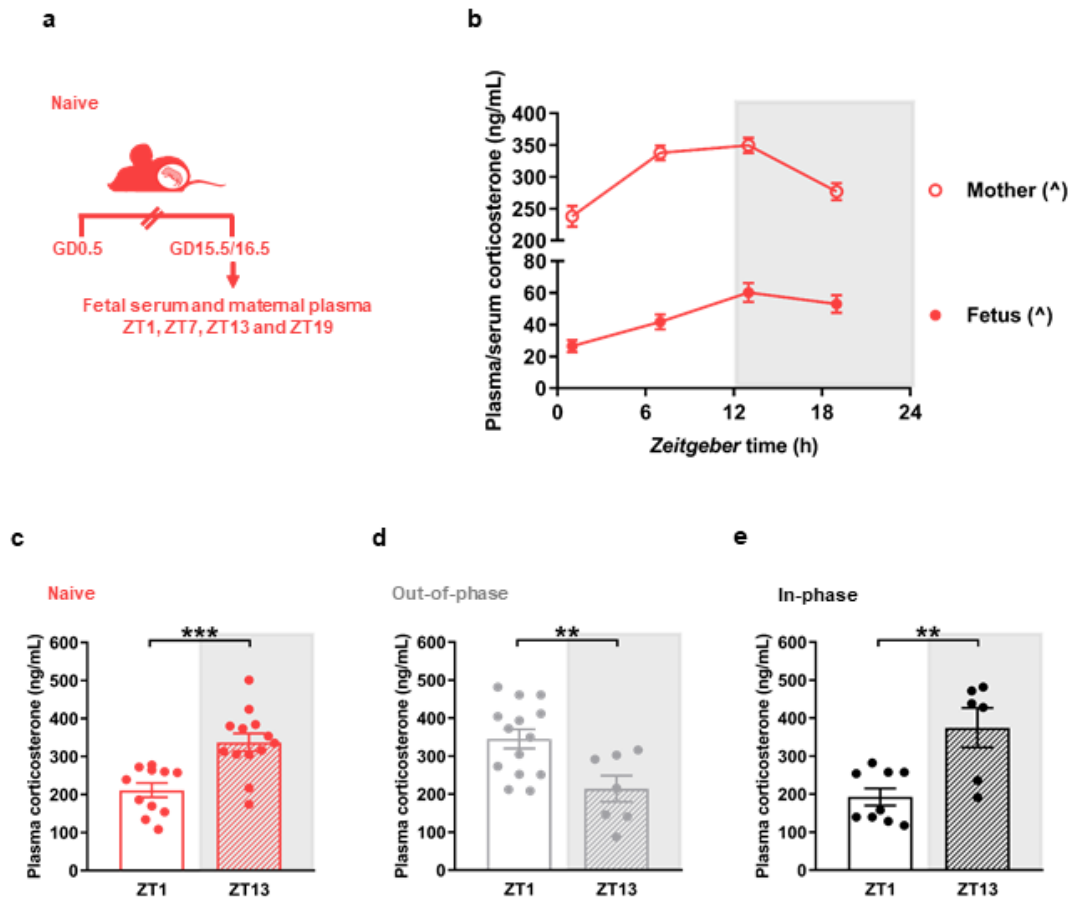 a
Naive
GD0.5
GD15.5/16.5
Fetal serum and maternal plasma
ZT1, ZT7, ZT13 and ZT19
b
Plasma/serum corticosterone (ng/mL)
400
350
300
250
200
80
60
40
20
0
0 6 12 18 24
Zeitgeber time (h)
Mother (^)
Fetus (^)
c
Naive
Plasma corticosterone (ng/mL)
600
500
400
300
200
100
0
***
ZT1 ZT13
d
Out-of-phase
Plasma corticosterone (ng/mL)
600
500
400
300
200
100
0
**
ZT1 ZT13
e
In-phase
Plasma corticosterone (ng/mL)
600
500
400
300
200
100
0
**
ZT1 ZT13